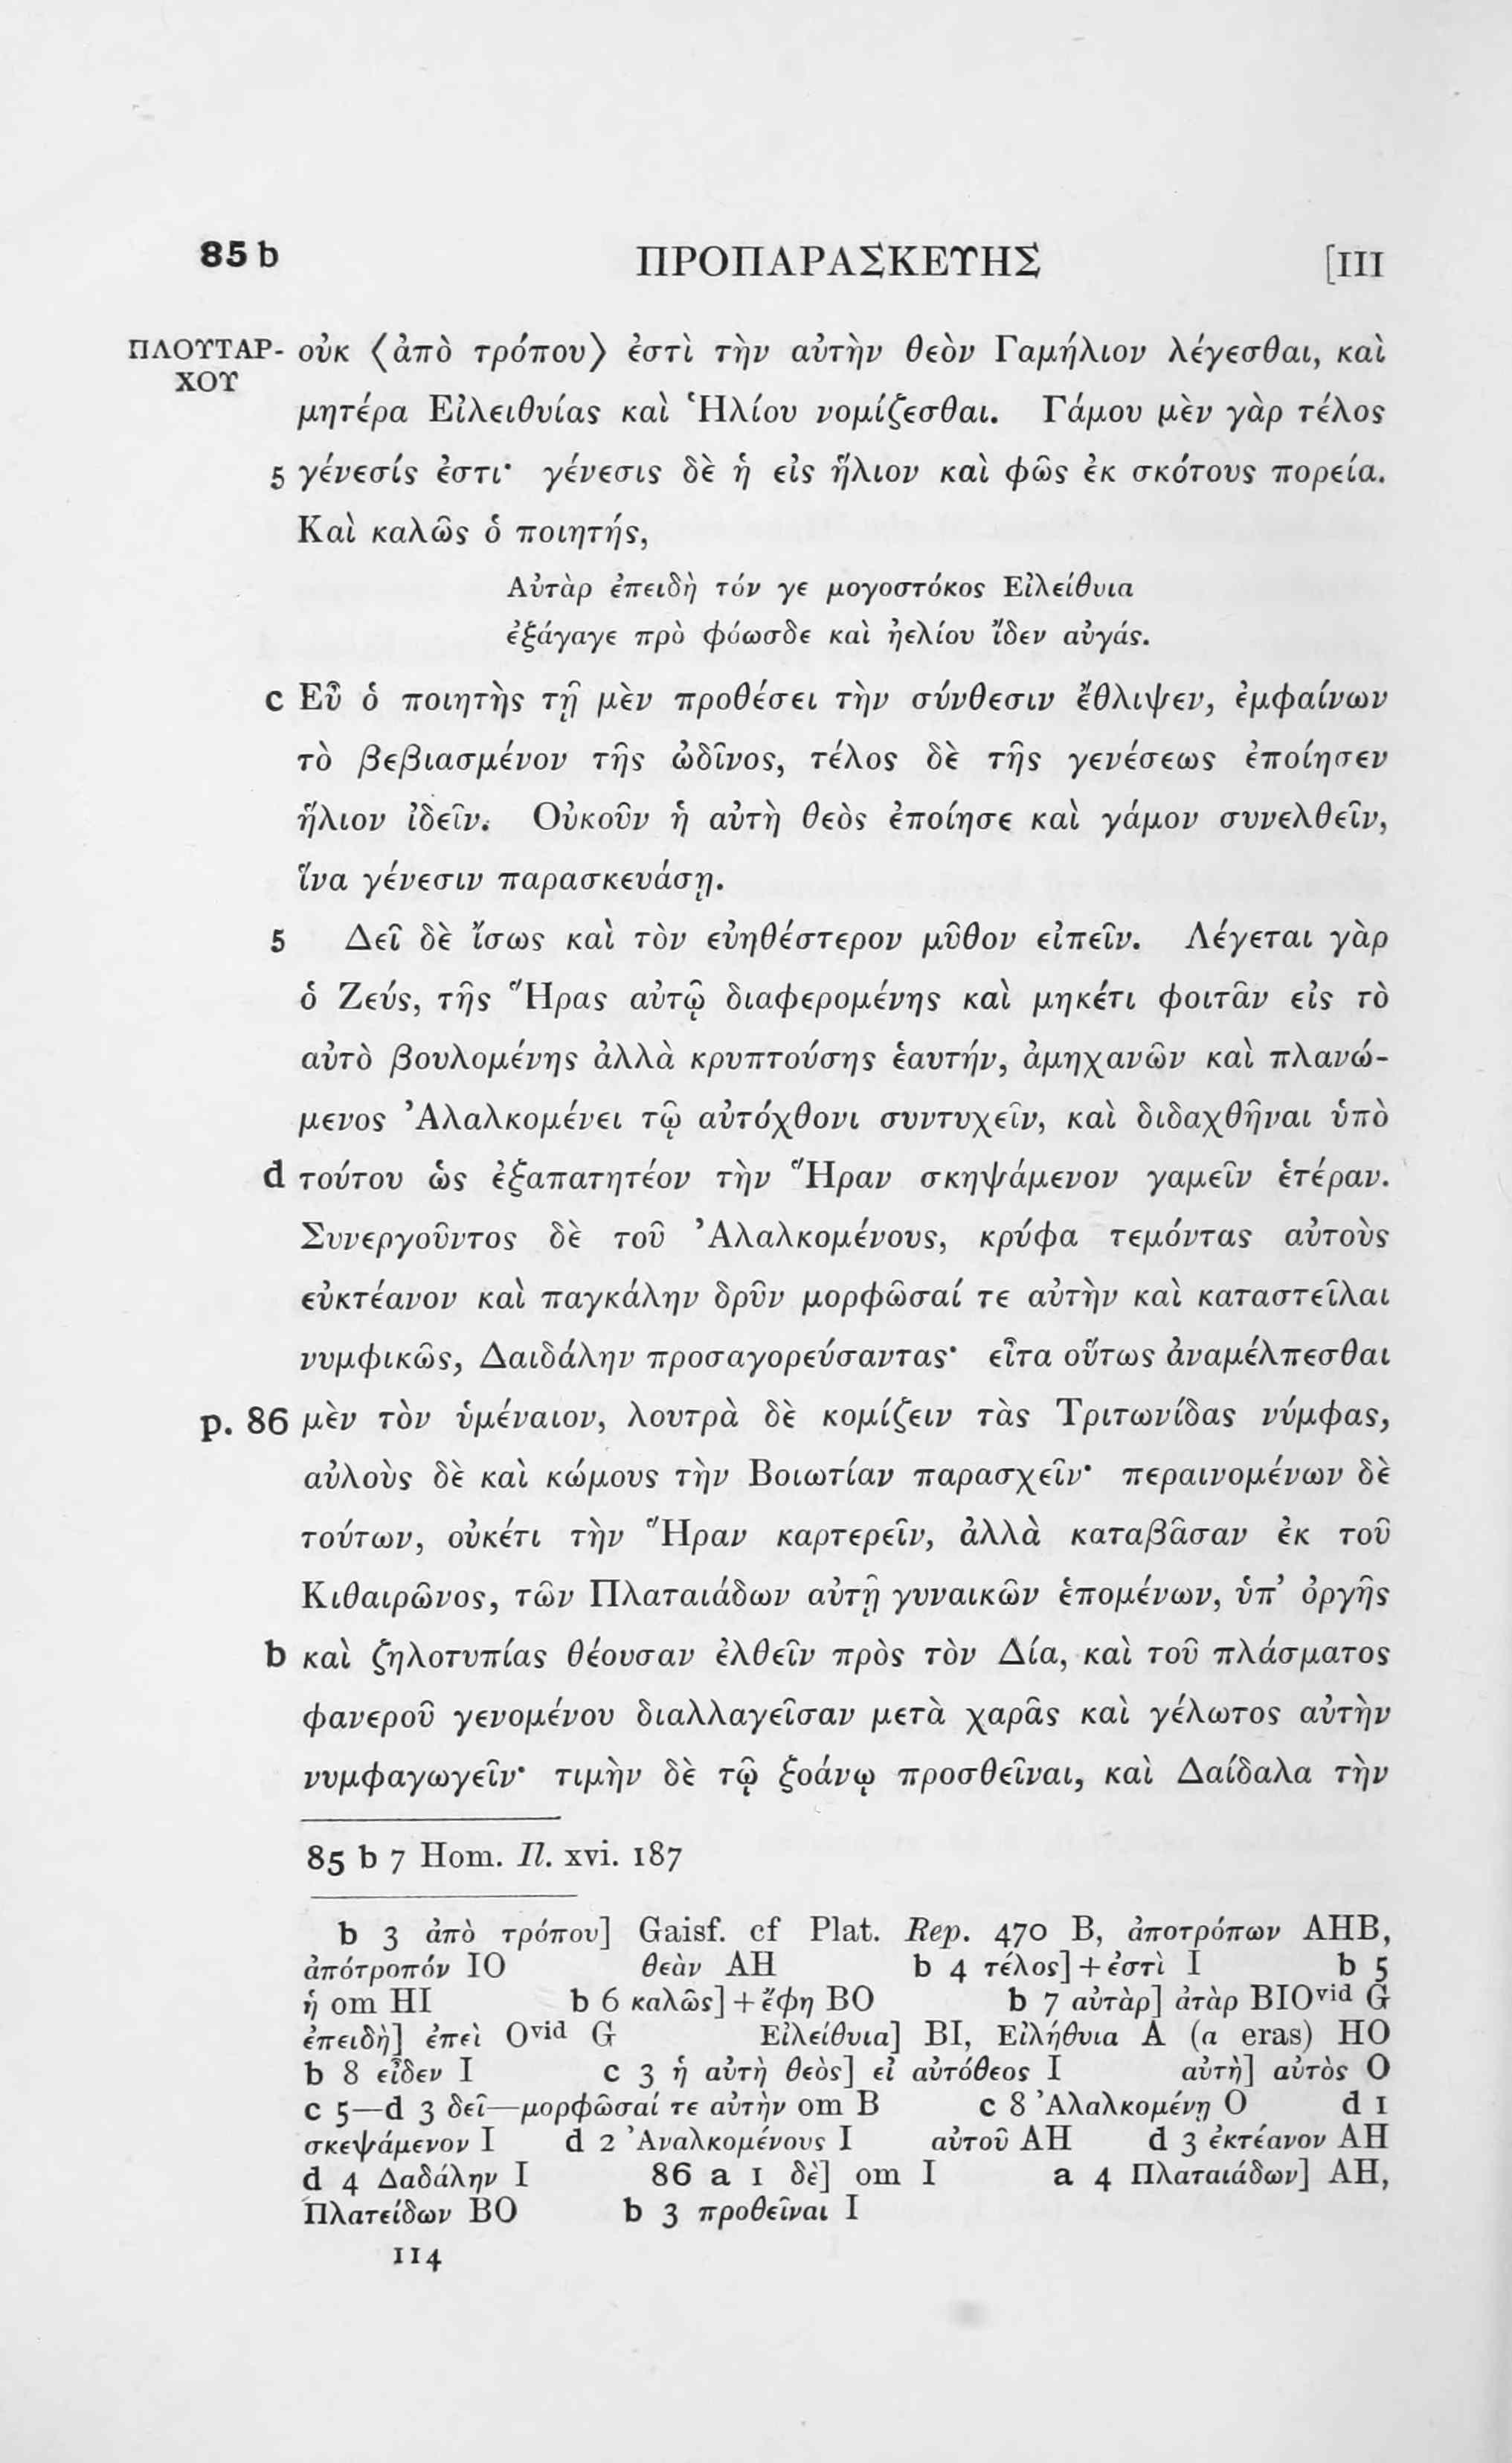 85 b ΠΡΟΠΑΡΑΣΚΕΥΗΣ [III
ΠΛΟΥΤΑΡ- οὐκ ⟨ἀπὸ τρόπου⟩ ἐστὶ τὴν αὐτὴν θεὸν Γαμήλιον λέγεσθαι, καὶ
ΧΟΥ
μητέρα Εἰλειθυίας καὶ Ἡλίου νομίζεσθαι. Γάμου μὲν γὰρ τέλος
5 γένεσίς ἐστι· γένεσις δὲ ἡ εἰς ἥλιον καὶ φῶς ἐκ σκότους πορεία.
Καὶ καλῶς ὁ ποιητής,
Αὐτὰρ ἐπειδὴ τόν γε μογοστόκος Εἰλείθυια
ἐξάγαγε πρὸ φόωσδε καὶ ἠελίου ἴδεν αὐγάς.
c Εὖ ὁ ποιητὴς τῇ μὲν προθέσει τὴν σύνθεσιν ἔθλιψεν, ἐμφαίνων
τὸ βεβιασμένον τῆς ὠδῖνος, τέλος δὲ τῆς γενέσεως ἐποίησεν
ἥλιον ἰδεῖν. Οὐκοῦν ἡ αὐτὴ θεὸς ἐποίησε καὶ γάμον συνελθεῖν,
ἵνα γένεσιν παρασκευάσῃ.
5 Δεῖ δὲ ἴσως καὶ τὸν εὐηθέστερον μῦθον εἰπεῖν. Λέγεται γὰρ
ὁ Ζεύς, τῆς Ἥρας αὐτῷ διαφερομένης καὶ μηκέτι φοιτᾶν εἰς τὸ
αὐτὸ βουλομένης ἀλλὰ κρυπτούσης ἑαυτήν, ἀμηχανῶν καὶ πλανώ-
μενος Ἀλαλκομένει τῷ αὐτόχθονι συντυχεῖν, καὶ διδαχθῆναι ὑπὸ
d τούτου ὡς ἐξαπατητέον τὴν Ἥραν σκηψάμενον γαμεῖν ἑτέραν.
Συνεργοῦντος δὲ τοῦ Ἀλαλκομένους, κρύφα τεμόντας αὐτοὺς
εὐκτέανον καὶ παγκάλην δρῦν μορφῶσαί τε αὐτὴν καὶ καταστεῖλαι
νυμφικῶς, Δαιδάλην προσαγορεύσαντας· εἶτα οὕτως ἀναμέλπεσθαι
p. 86 μὲν τὸν ὑμέναιον, λουτρὰ δὲ κομίζειν τὰς Τριτωνίδας νύμφας,
αὐλοὺς δὲ καὶ κώμους τὴν Βοιωτίαν παρασχεῖν· περαινομένων δὲ
τούτων, οὐκέτι τὴν Ἥραν καρτερεῖν, ἀλλὰ καταβᾶσαν ἐκ τοῦ
Κιθαιρῶνος, τῶν Πλαταιάδων αὐτῇ γυναικῶν ἑπομένων, ὑπ’ ὀργῆς
b καὶ ζηλοτυπίας θέουσαν ἐλθεῖν πρὸς τὸν Δία, καὶ τοῦ πλάσματος
φανεροῦ γενομένου διαλλαγεῖσαν μετὰ χαρᾶς καὶ γέλωτος αὐτὴν
νυμφαγωγεῖν· τιμὴν δὲ τῷ ξοάνῳ προσθεῖναι, καὶ Δαίδαλα τὴν
85 b 7 Hom. Il. xvi. 187
b 3 ἀπὸ τρόπου] Gaisf. cf Plat. Rep. 470 B, ἀποτρόπων AHB,
ἀπότροπόν IO θεὰν AH b 4 τέλος] + ἐστὶ I b 5
ἡ om HI b 6 καλῶς] + ἔφη BO b 7 αὐτὰρ] ἀτὰρ BIOvid G
ἐπειδὴ] ἐπεὶ Ovid G Εἰλείθυια] BI, Εἰλήθυια A (α eras) HO
b 8 εἶδεν I c 3 ἡ αὐτὴ θεὸς] εἰ αὐτόθεος I αὐτὴ] αὐτὸς O
c 5—d 3 δεῖ—μορφῶσαί τε αὐτὴν om B c 8 Ἀλαλκομένῃ O d 1
σκεψάμενον I d 2 Ἀναλκομένους I αὐτοῦ AH d 3 ἐκτέανον AH
d 4 Δαδάλην I 86 a 1 δὲ] om I a 4 Πλαταιάδων] AH,
Πλατείδων BO b 3 προθεῖναι I
114